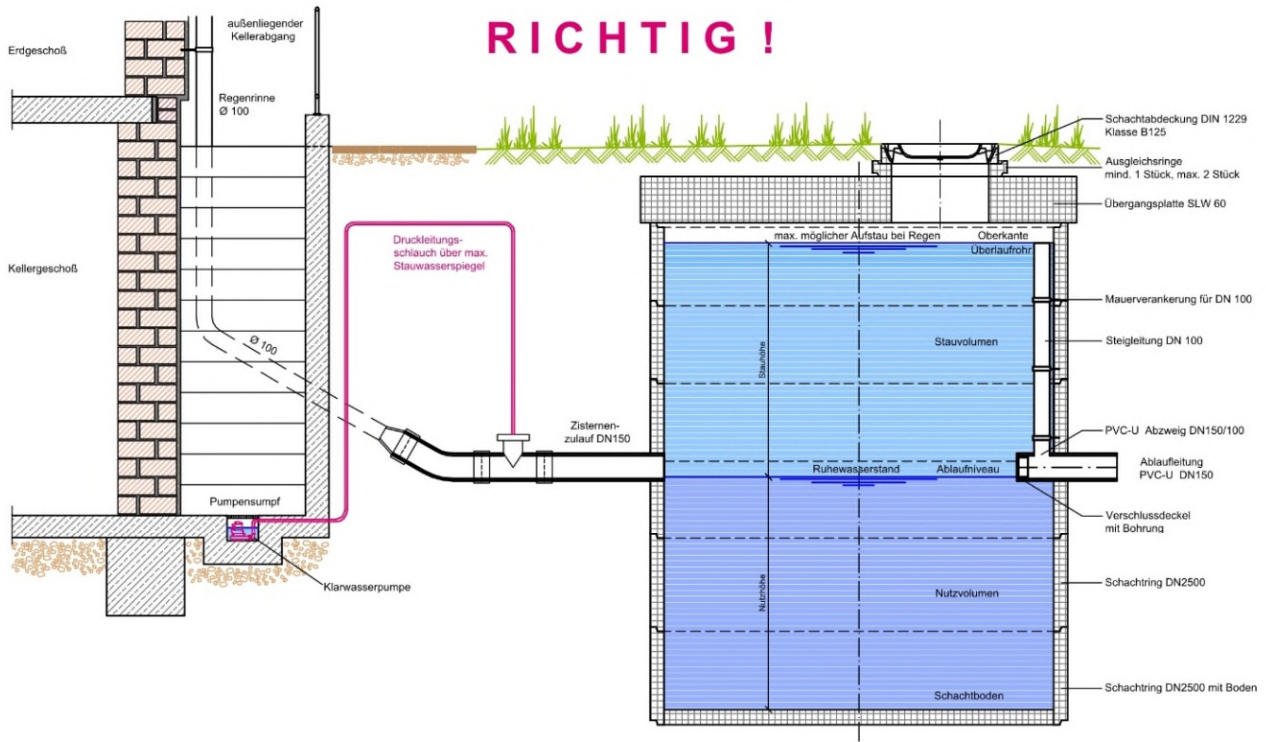 RICHTIG !
außenliegender
Kellerabgang
Erdgeschoß
Regenrinne
Ø 100
Schachtabdeckung DIN 1229
Klasse B125
Ausgleichsringe
mind. 1 Stück, max. 2 Stück
Übergangsplatte SLW 60
max. möglicher Aufstau bei Regen
Oberkante
Überlaufrohr
Druckleitungs-
schlauch über max.
Stauwasserspiegel
Kellergeschoß
Mauerverankerung für DN 100
Ø 100
Stauhöhe
Stauvolumen
Steigleitung DN 100
Zisternen-
zulauf DN150
PVC-U Abzweig DN150/100
Ruhewasserstand
Ablaufniveau
Ablaufleitung
PVC-U DN150
Pumpensumpf
Verschlussdeckel
mit Bohrung
Klarwasserpumpe
Nutzhöhe
Nutzvolumen
Schachtring DN2500
Schachtboden
Schachtring DN2500 mit Boden